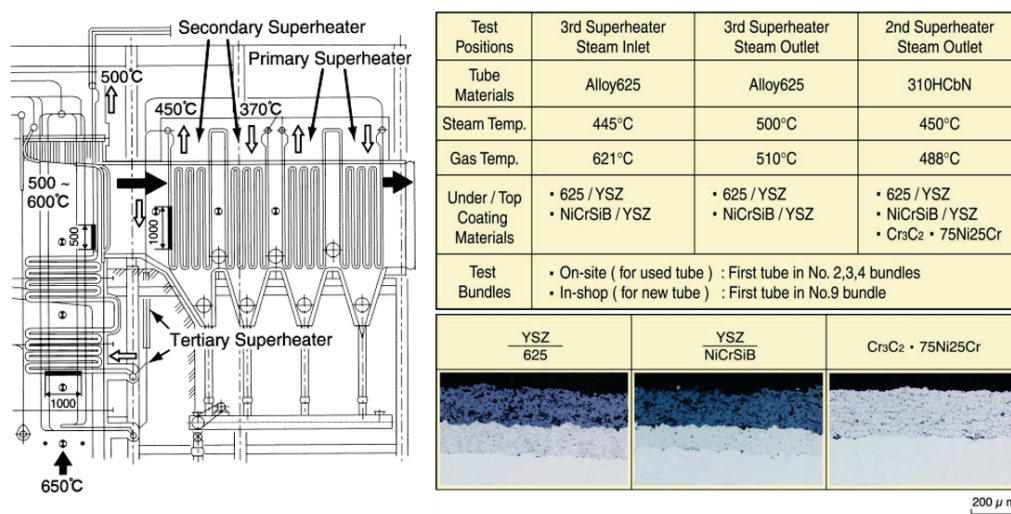 Secondary Superheater
Primary Superheater
500℃
450℃
370℃
500 ~
600℃
500
1000
Tertiary Superheater
1000
650℃
Test Positions
3rd Superheater Steam Inlet
3rd Superheater Steam Outlet
2nd Superheater Steam Outlet
Tube Materials
Alloy625
Alloy625
310HCbN
Steam Temp.
445°C
500°C
450°C
Gas Temp.
621°C
510°C
488°C
Under / Top Coating Materials
・625 / YSZ
・NiCrSiB / YSZ
・625 / YSZ
・NiCrSiB / YSZ
・625 / YSZ
・NiCrSiB / YSZ
・Cr₃C₂・75Ni25Cr
Test Bundles
・On-site ( for used tube ) : First tube in No. 2,3,4 bundles
・In-shop ( for new tube ) : First tube in No.9 bundle
YSZ
625
YSZ
NiCrSiB
Cr₃C₂・75Ni25Cr
200 μm